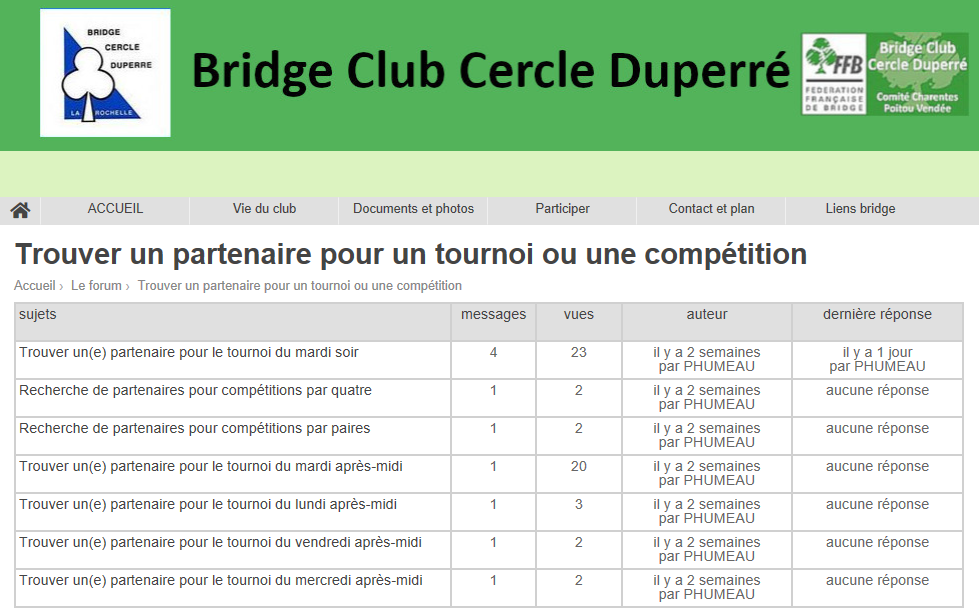 BRIDGE
CERCLE
DUPERRE
LA ROCHELLE
Bridge Club Cercle Duperré
FFB
FEDERATION
FRANÇAISE
DE BRIDGE
Bridge Club
Cercle Duperré
Comité Charentes
Poitou Vendée
ACCUEIL Vie du club Documents et photos Participer Contact et plan Liens bridge
Trouver un partenaire pour un tournoi ou une compétition
Accueil › Le forum › Trouver un partenaire pour un tournoi ou une compétition
sujets messages vues auteur dernière réponse
Trouver un(e) partenaire pour le tournoi du mardi soir 4 23 il y a 2 semaines il y a 1 jour
par PHUMEAU par PHUMEAU
Recherche de partenaires pour compétitions par quatre 1 2 il y a 2 semaines aucune réponse
par PHUMEAU
Recherche de partenaires pour compétitions par paires 1 2 il y a 2 semaines aucune réponse
par PHUMEAU
Trouver un(e) partenaire pour le tournoi du mardi après-midi 1 20 il y a 2 semaines aucune réponse
par PHUMEAU
Trouver un(e) partenaire pour le tournoi du lundi après-midi 1 3 il y a 2 semaines aucune réponse
par PHUMEAU
Trouver un(e) partenaire pour le tournoi du vendredi après-midi 1 2 il y a 2 semaines aucune réponse
par PHUMEAU
Trouver un(e) partenaire pour le tournoi du mercredi après-midi 1 2 il y a 2 semaines aucune réponse
par PHUMEAU